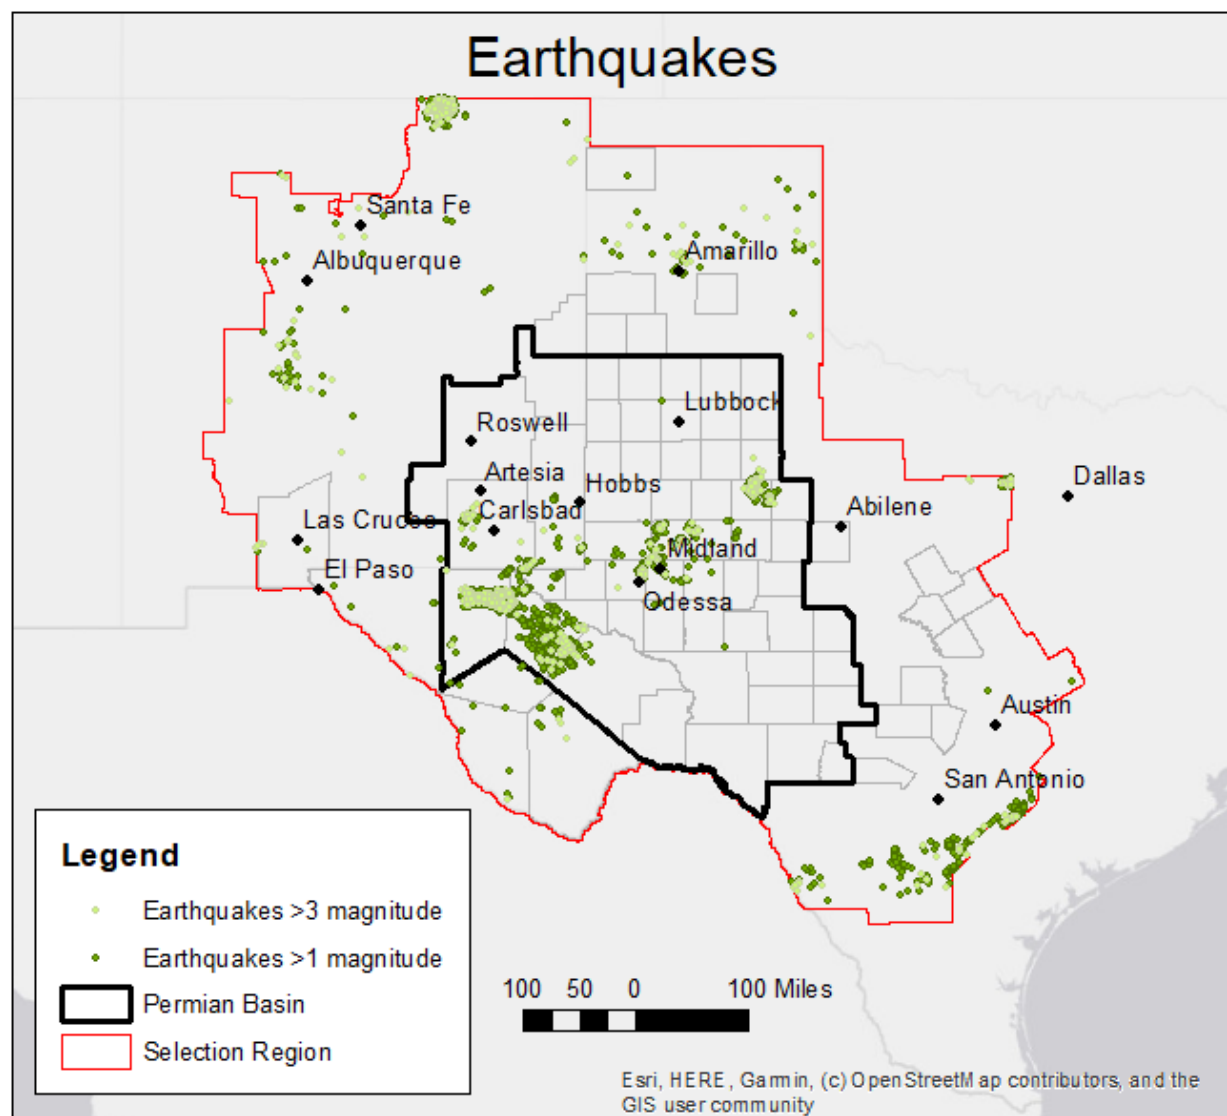 Earthquakes
Santa Fe
Albuquerque
Amarillo
Lubbock
Roswell
Artesia
Hobbs
Carlsbad
Dallas
Abilene
Las Cruces
Midland
El Paso
Odessa
Austin
San Antonio
Legend
Earthquakes >3 magnitude
Earthquakes >1 magnitude
Permian Basin
Selection Region
100 50 0 100 Miles
Esri, HERE, Garmin, (c) OpenStreetMap contributors, and the
GIS user community